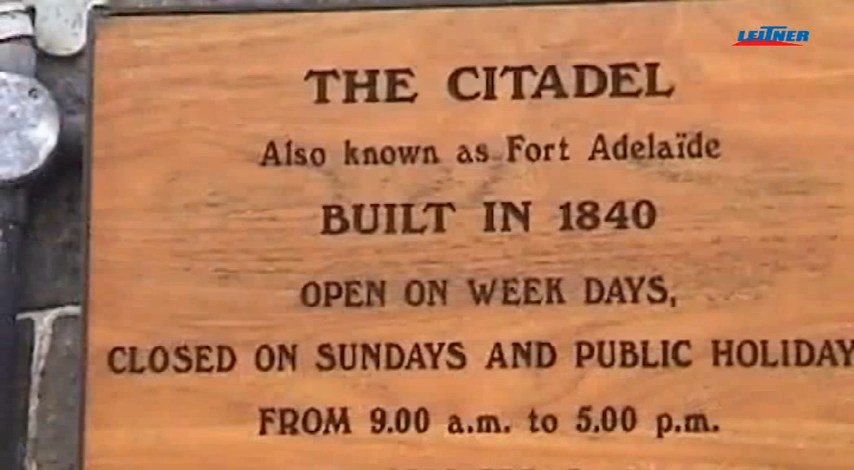 LEITNER
THE CITADEL
Also known as Fort Adelaïde
BUILT IN 1840
OPEN ON WEEK DAYS,
CLOSED ON SUNDAYS AND PUBLIC HOLIDAY
FROM 9.00 a.m. to 5.00 p.m.